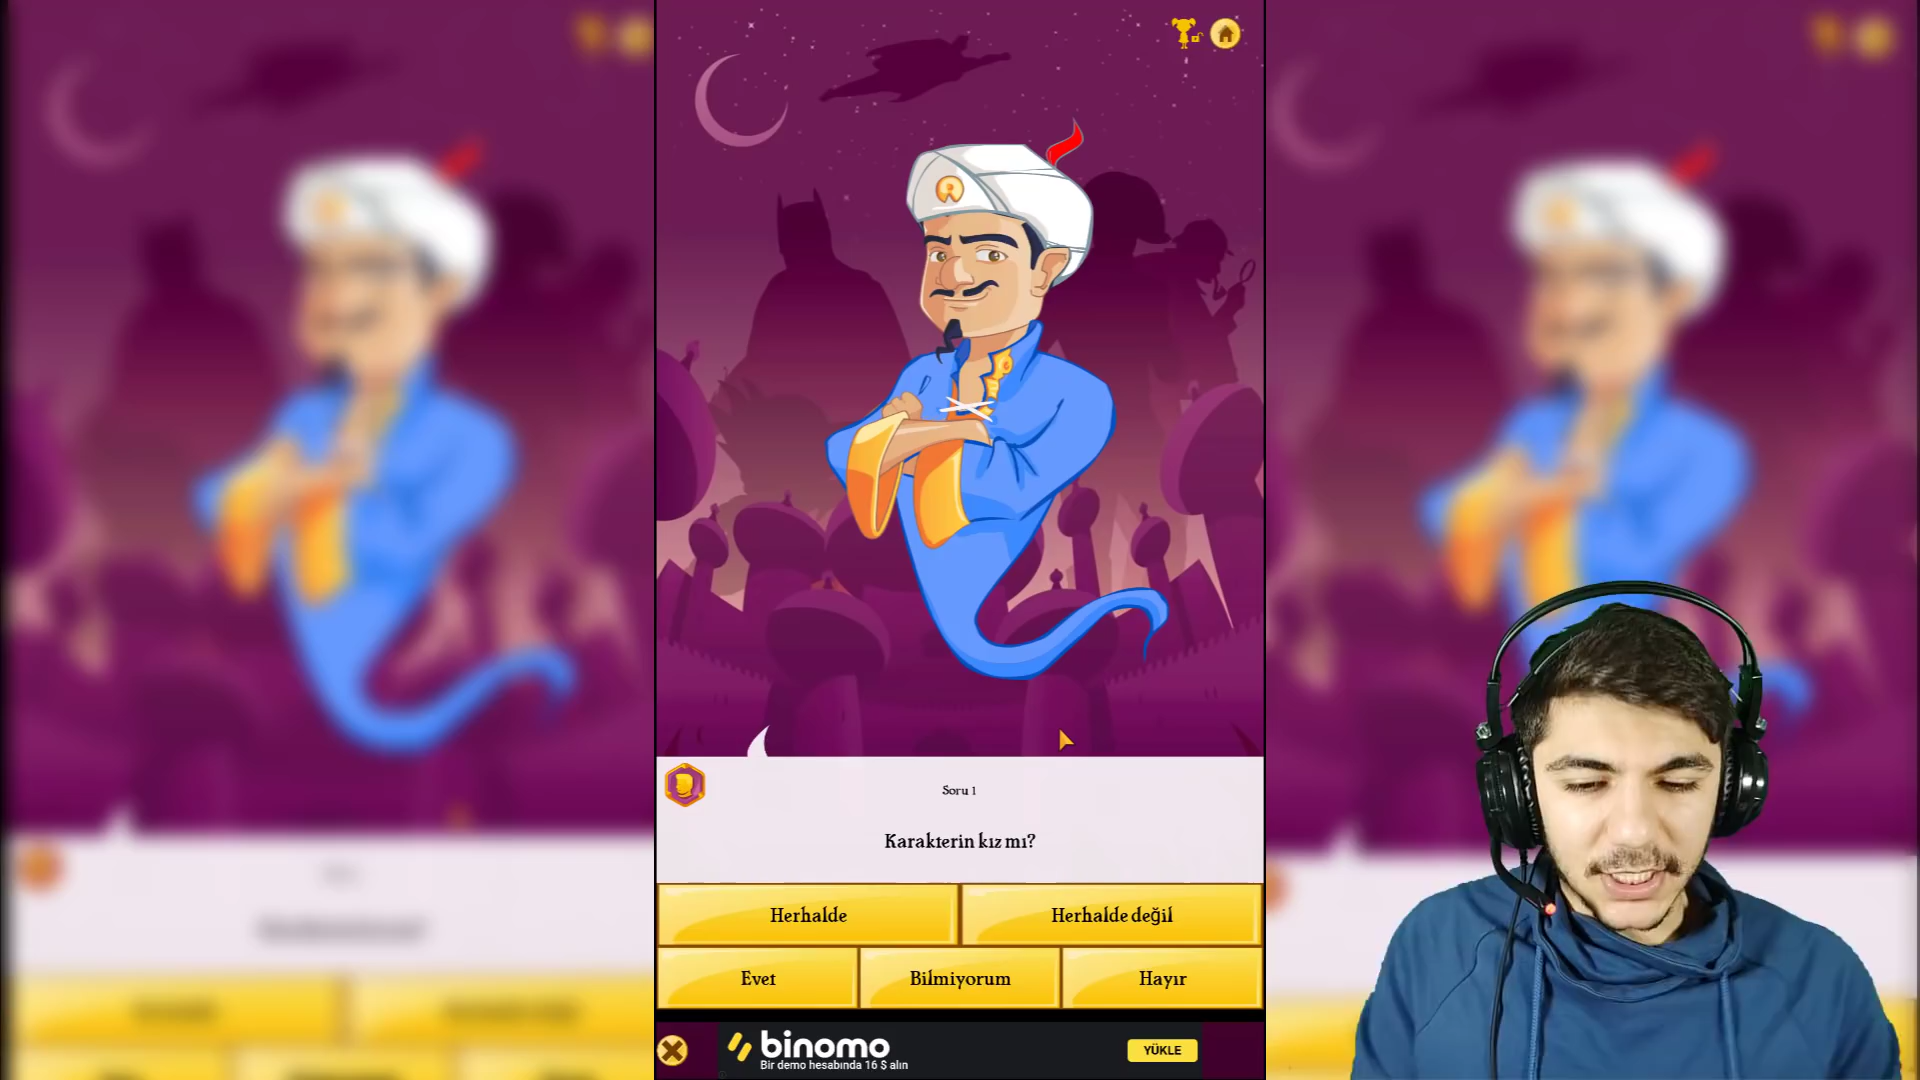 Soru 1
Karakterin kız mı?
Herhalde
Herhalde değil
Evet
Bilmiyorum
Hayır
binomo
Bir demo hesabında 16 $ alın
YÜKLE